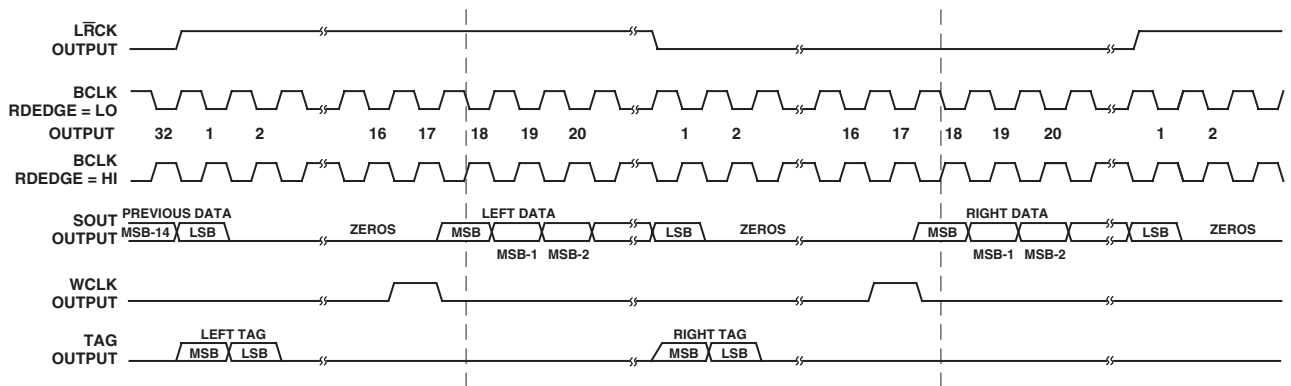 LRCK
OUTPUT
BCLK
RDEDGE = LO
OUTPUT 32 1 2 16 17 18 19 20 1 2 16 17 18 19 20 1 2
BCLK
RDEDGE = HI
PREVIOUS DATA LEFT DATA RIGHT DATA
SOUT
OUTPUT
MSB-14 LSB ZEROS MSB LSB ZEROS MSB LSB ZEROS
MSB-1 MSB-2 MSB-1 MSB-2
WCLK
OUTPUT
LEFT TAG RIGHT TAG
TAG
OUTPUT
MSB LSB MSB LSB